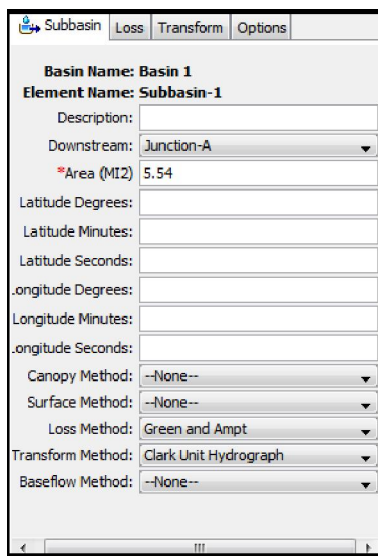 Subbasin Loss Transform Options
Basin Name: Basin 1
Element Name: Subbasin-1
Description:
Downstream: Junction-A
*Area (MI2) 5.54
Latitude Degrees:
Latitude Minutes:
Latitude Seconds:
.ongitude Degrees:
Longitude Minutes:
.ongitude Seconds:
Canopy Method: --None--
Surface Method: --None--
Loss Method: Green and Ampt
Transform Method: Clark Unit Hydrograph
Baseflow Method: --None--